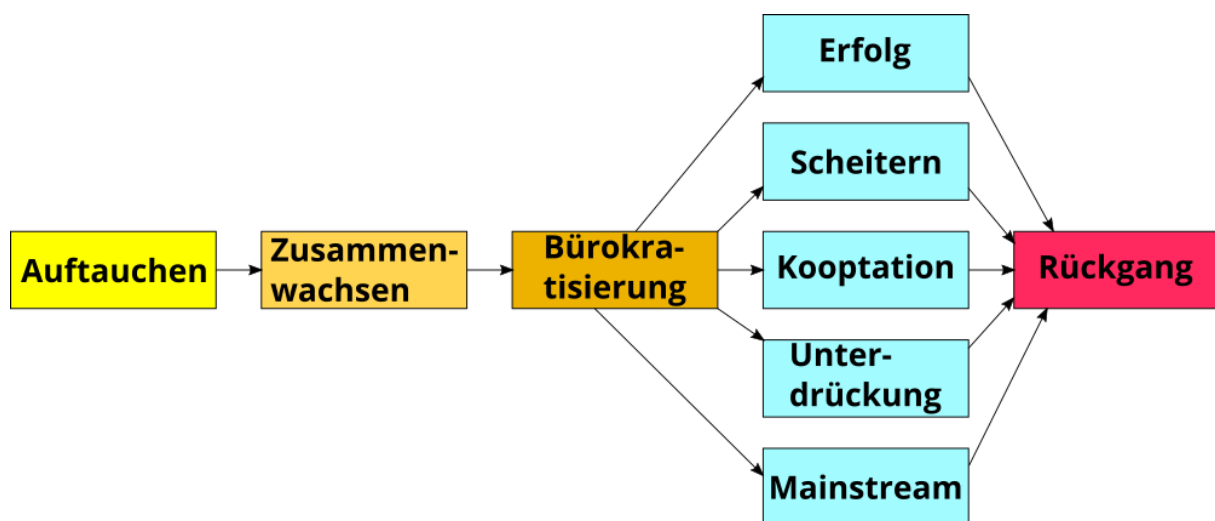 Auftauchen
Zusammen-
wachsen
Bürokra-
tisierung
Erfolg
Scheitern
Kooptation
Unter-
drückung
Mainstream
Rückgang